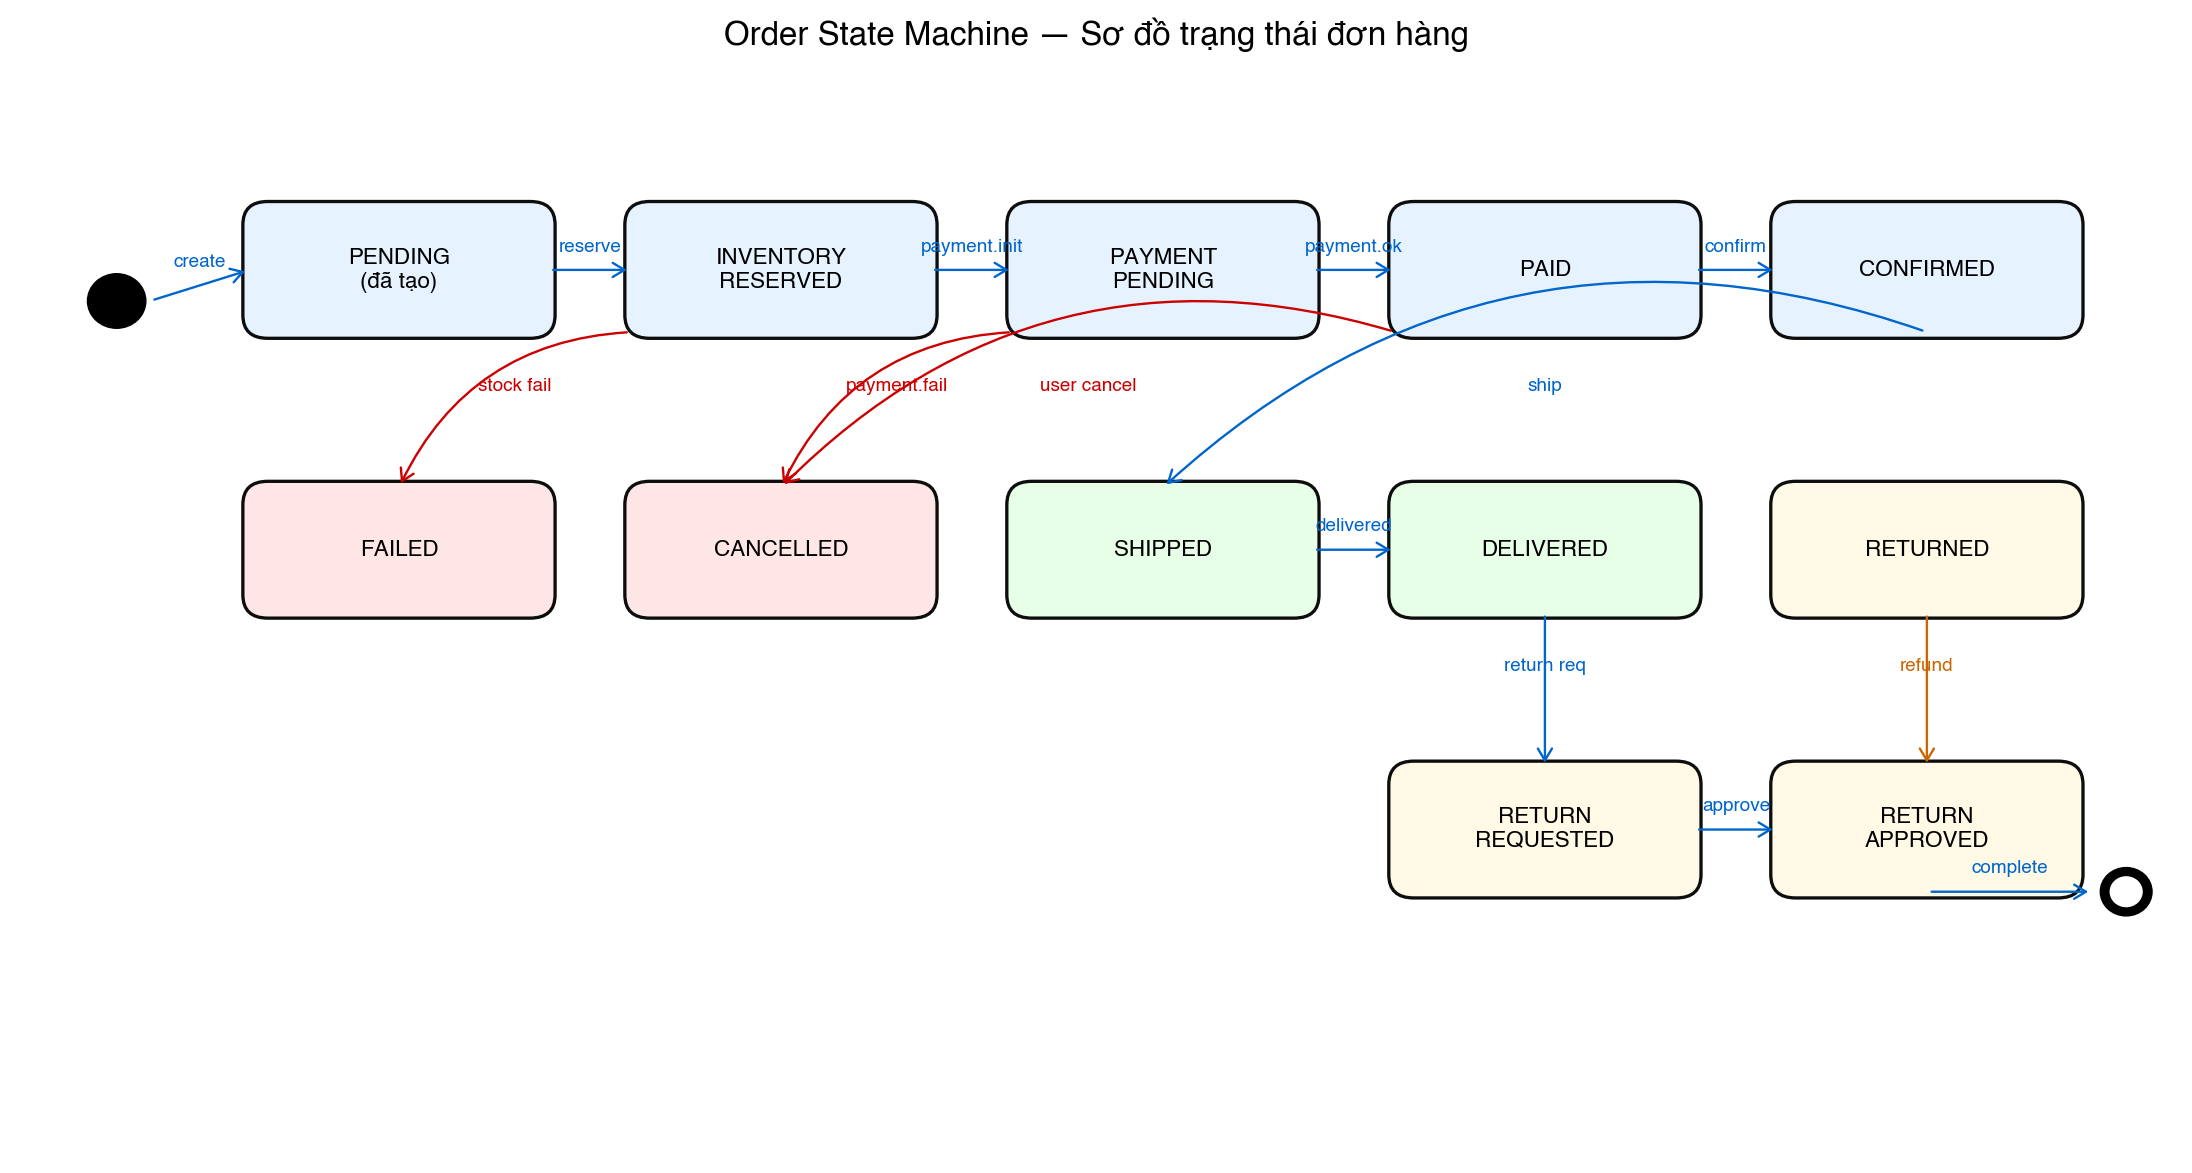 Order State Machine — Sơ đồ trạng thái đơn hàng
create
PENDING
(đã tạo)
reserve
INVENTORY
RESERVED
payment.init
PAYMENT
PENDING
payment.ok
PAID
confirm
CONFIRMED
stock fail
payment.fail
user cancel
ship
FAILED
CANCELLED
SHIPPED
delivered
DELIVERED
RETURNED
return req
refund
RETURN
REQUESTED
approve
RETURN
APPROVED
complete